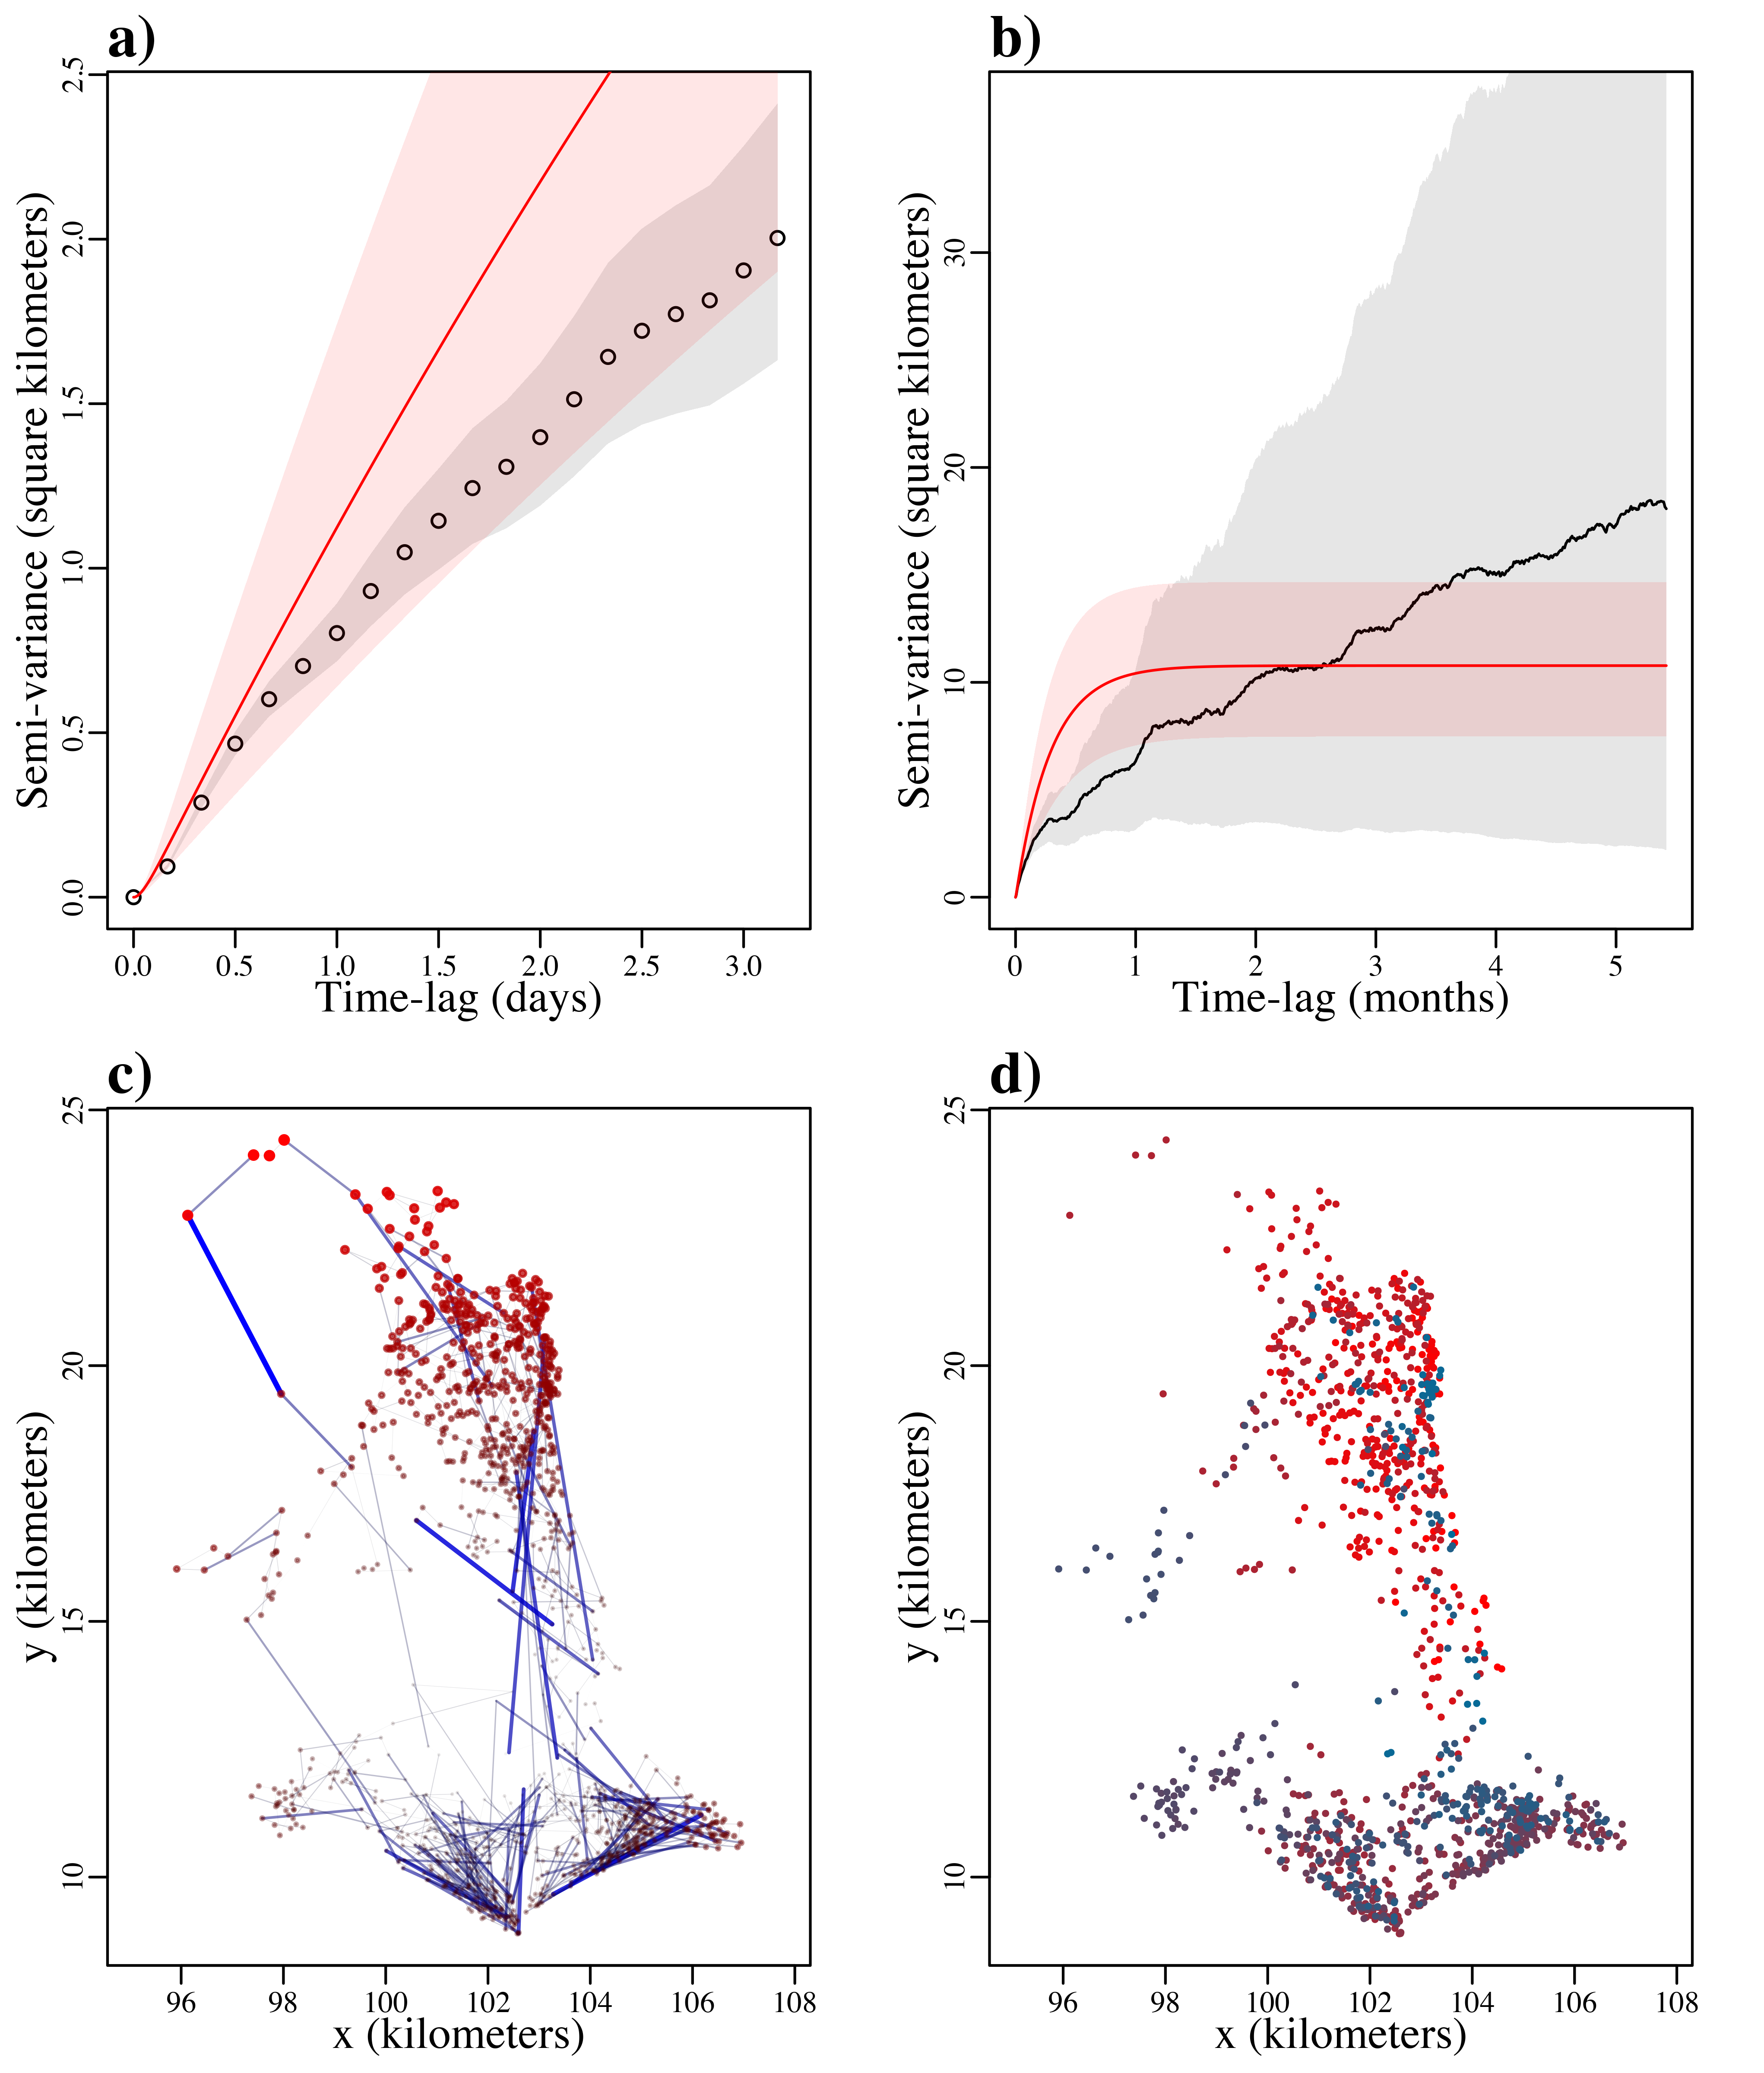 a)
2.5
2.0
1.5
1.0
0.5
0.0
Semi-variance (square kilometers)
0.0 0.5 1.0 1.5 2.0 2.5 3.0
Time-lag (days)
b)
30
20
10
0
Semi-variance (square kilometers)
0 1 2 3 4 5
Time-lag (months)
c)
25
20
15
10
y (kilometers)
96 98 100 102 104 106 108
x (kilometers)
d)
25
20
15
10
y (kilometers)
96 98 100 102 104 106 108
x (kilometers)